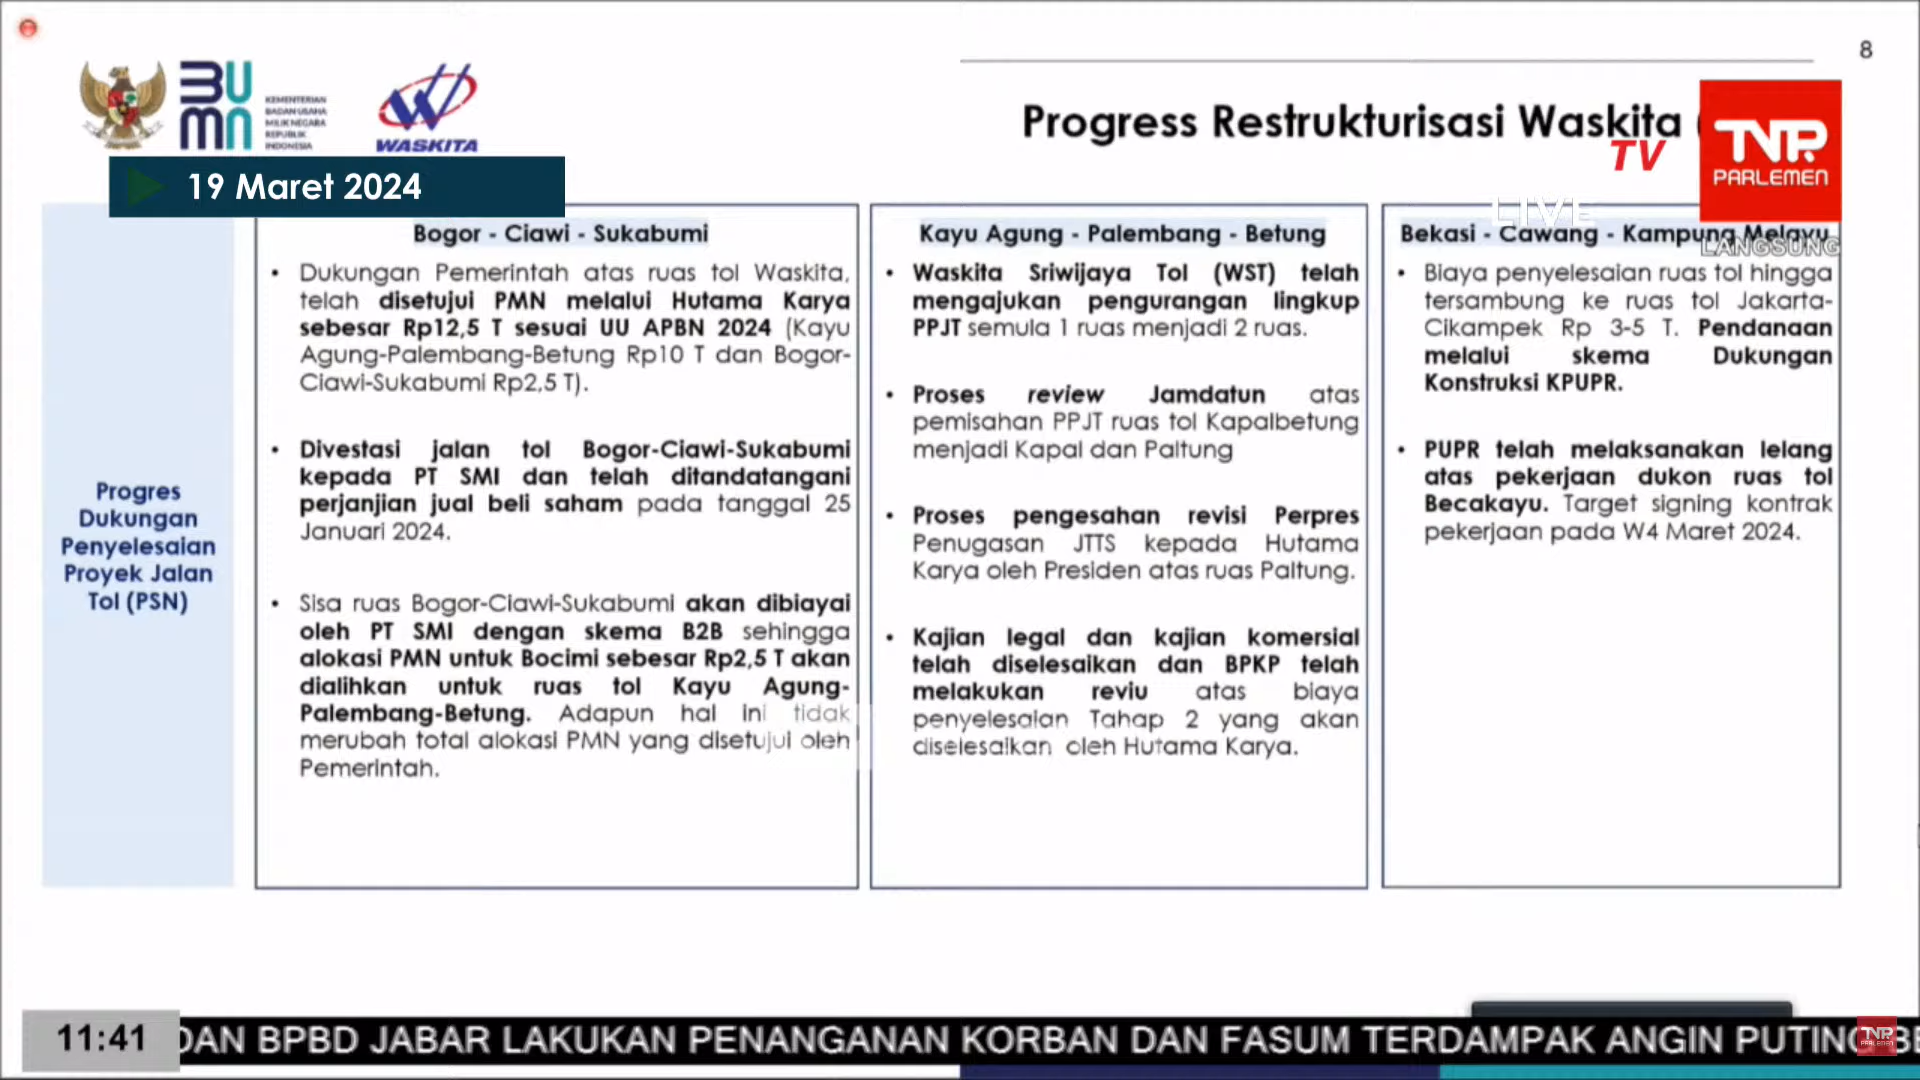 8
BUMN
KEMENTERIAN
BADAN USAHA
MILIK NEGARA
REPUBLIK
INDONESIA
WASKITA
Progress Restrukturisasi Waskita (
TV
TVR
PARLEMEN
LIVE
LANGSUNG
19 Maret 2024
Progres
Dukungan
Penyelesaian
Proyek Jalan
Tol (PSN)
Bogor - Ciawi - Sukabumi
• Dukungan Pemerintah atas ruas tol Waskita,
telah disetujui PMN melalui Hutama Karya
sebesar Rp12,5 T sesuai UU APBN 2024 (Kayu
Agung-Palembang-Betung Rp10 T dan Bogor-
Ciawi-Sukabumi Rp2,5 T).
• Divestasi jalan tol Bogor-Ciawi-Sukabumi
kepada PT SMI dan telah ditandatangani
perjanjian jual beli saham pada tanggal 25
Januari 2024.
• Sisa ruas Bogor-Ciawi-Sukabumi akan dibiayai
oleh PT SMI dengan skema B2B sehingga
alokasi PMN untuk Bocimi sebesar Rp2,5 T akan
dialihkan untuk ruas tol Kayu Agung-
Palembang-Betung. Adapun hal ini tidak
merubah total alokasi PMN yang disetujui oleh
Pemerintah.
Kayu Agung - Palembang - Betung
• Waskita Sriwijaya Tol (WST) telah
mengajukan pengurangan lingkup
PPJT semula 1 ruas menjadi 2 ruas.
• Proses review Jamdatun atas
pemisahan PPJT ruas tol Kapalbetung
menjadi Kapal dan Paltung
• Proses pengesahan revisi Perpres
Penugasan JTTS kepada Hutama
Karya oleh Presiden atas ruas Paltung.
• Kajian legal dan kajian komersial
telah diselesaikan dan BPKP telah
melakukan reviu atas biaya
penyelesaian Tahap 2 yang akan
diselesaikan oleh Hutama Karya.
Bekasi - Cawang - Kampung Melayu
• Biaya penyelesaian ruas tol hingga
tersambung ke ruas tol Jakarta-
Cikampek Rp 3-5 T. Pendanaan
melalui skema Dukungan
Konstruksi KPUPR.
• PUPR telah melaksanakan lelang
atas pekerjaan dukon ruas tol
Becakayu. Target signing kontrak
pekerjaan pada W4 Maret 2024.
11:41
DAN BPBD JABAR LAKUKAN PENANGANAN KORBAN DAN FASUM TERDAMPAK ANGIN PUTING BE
TVR
PARLEMEN